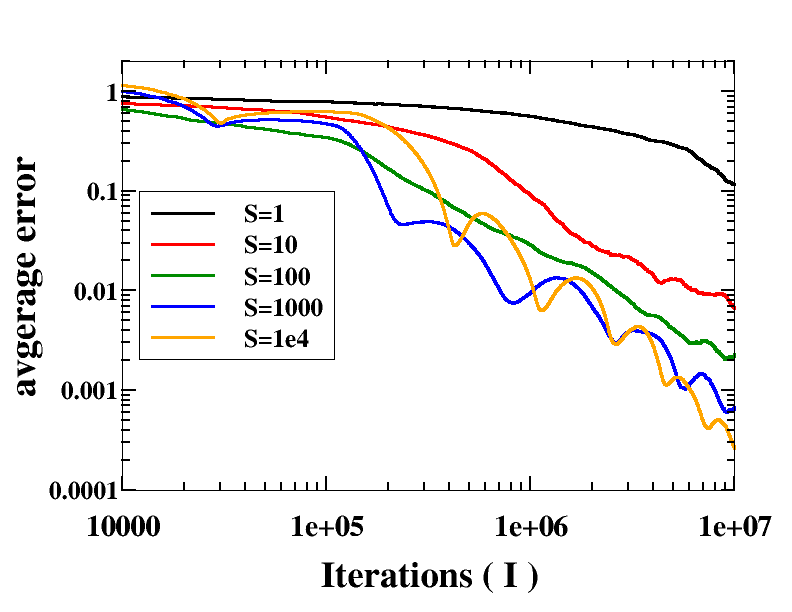 1
0.1
0.01
0.001
0.0001
avgerage error
S=1
S=10
S=100
S=1000
S=1e4
10000 1e+05 1e+06 1e+07
Iterations ( I )